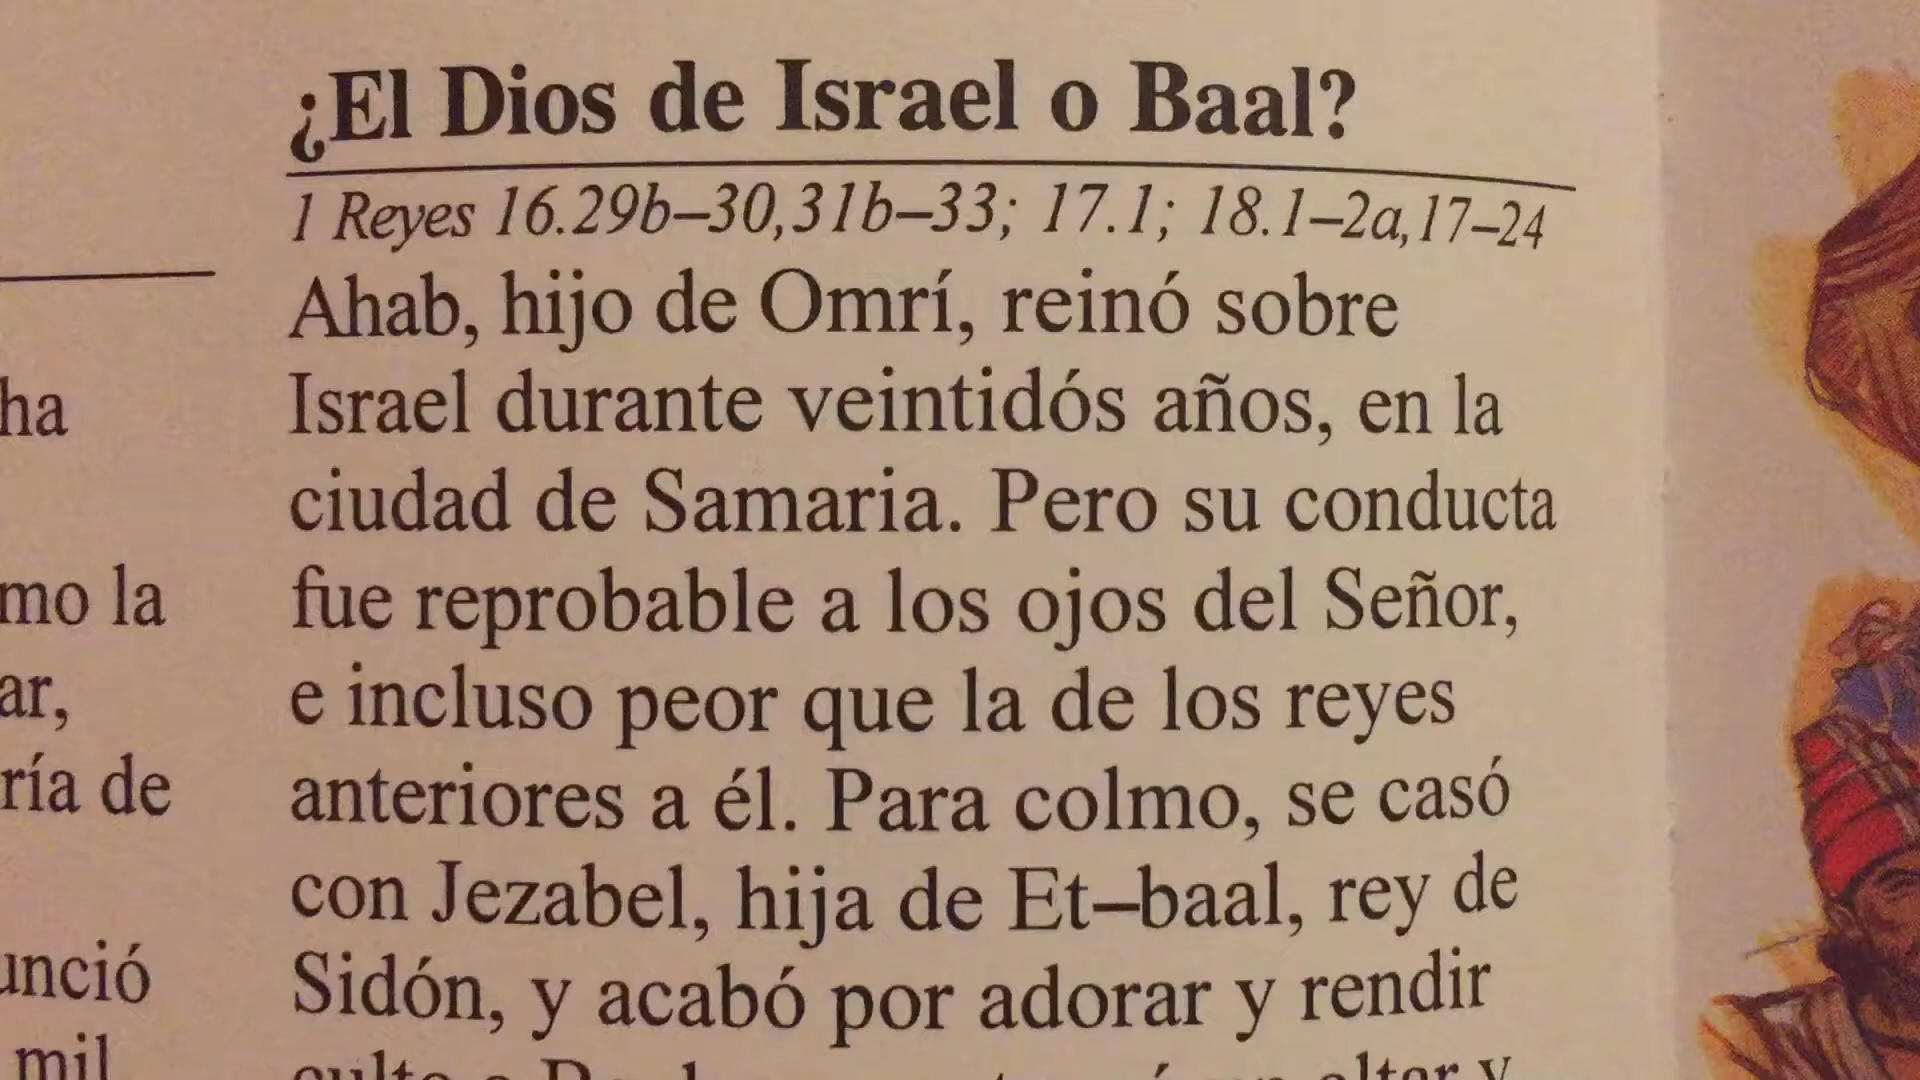 ha
mo la
ar,
ría de
unció
mil
¿El Dios de Israel o Baal?
1 Reyes 16.29b–30,31b–33; 17.1; 18.1–2a,17–24
Ahab, hijo de Omrí, reinó sobre
Israel durante veintidós años, en la
ciudad de Samaria. Pero su conducta
fue reprobable a los ojos del Señor,
e incluso peor que la de los reyes
anteriores a él. Para colmo, se casó
con Jezabel, hija de Et–baal, rey de
Sidón, y acabó por adorar y rendir
culto a altar y